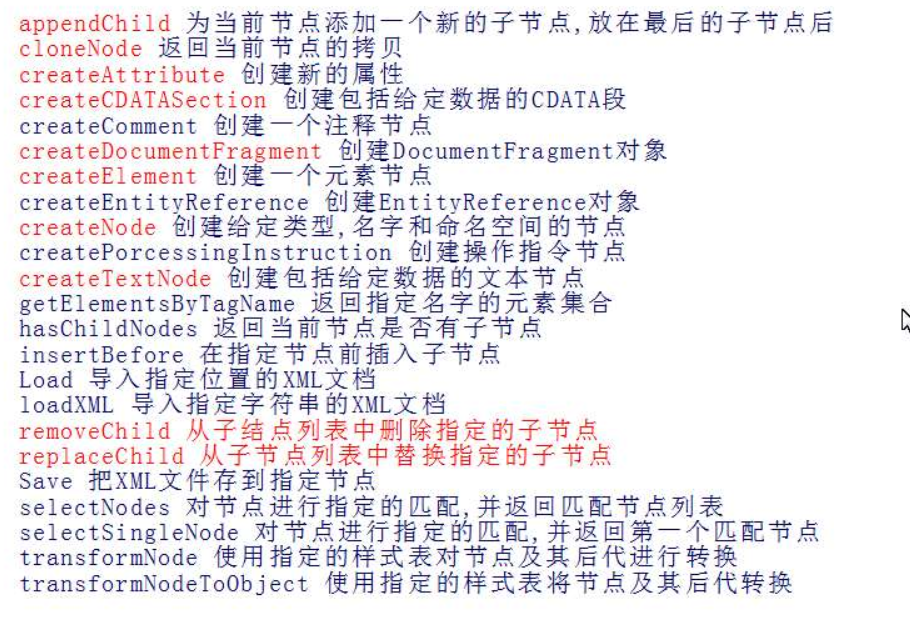 appendChild 为当前节点添加一个新的子节点,放在最后的子节点后
cloneNode 返回当前节点的拷贝
createAttribute 创建新的属性
createCDATASection 创建包括给定数据的CDATA段
createComment 创建一个注释节点
createDocumentFragment 创建DocumentFragment对象
createElement 创建一个元素节点
createEntityReference 创建EntityReference对象
createNode 创建给定类型,名字和命名空间的节点
createPorcessingInstruction 创建操作指令节点
createTextNode 创建包括给定数据的文本节点
getElementsByTagName 返回指定名字的元素集合
hasChildNodes 返回当前节点是否有子节点
insertBefore 在指定节点前插入子节点
Load 导入指定位置的XML文档
loadXML 导入指定字符串的XML文档
removeChild 从子结点列表中删除指定的子节点
replaceChild 从子节点列表中替换指定的子节点
Save 把XML文件存到指定节点
selectNodes 对节点进行指定的匹配,并返回匹配节点列表
selectSingleNode 对节点进行指定的匹配,并返回第一个匹配节点
transformNode 使用指定的样式表对节点及其后代进行转换
transformNodeToObject 使用指定的样式表将节点及其后代转换